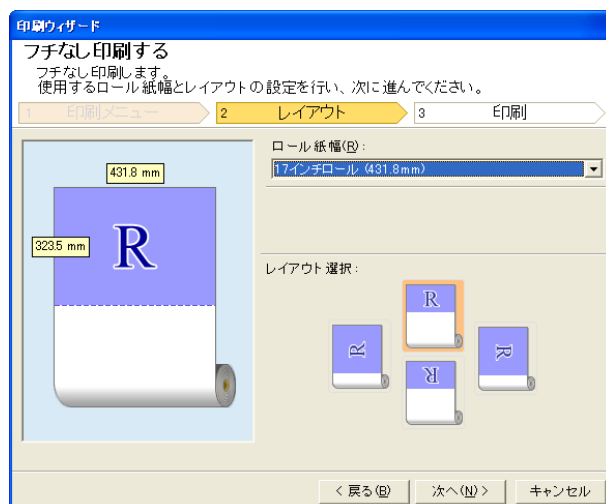 印刷ウィザード
フチなし印刷する
フチなし印刷します。
使用するロール紙幅とレイアウトの設定を行い、次に進んでください。
1 印刷メニュー 2 レイアウト 3 印刷
ロール紙幅(R):
17インチロール (431.8mm)
431.8 mm
323.5 mm
R
レイアウト選択:
R
R
R
R
< 戻る(B) 次へ(N) > キャンセル